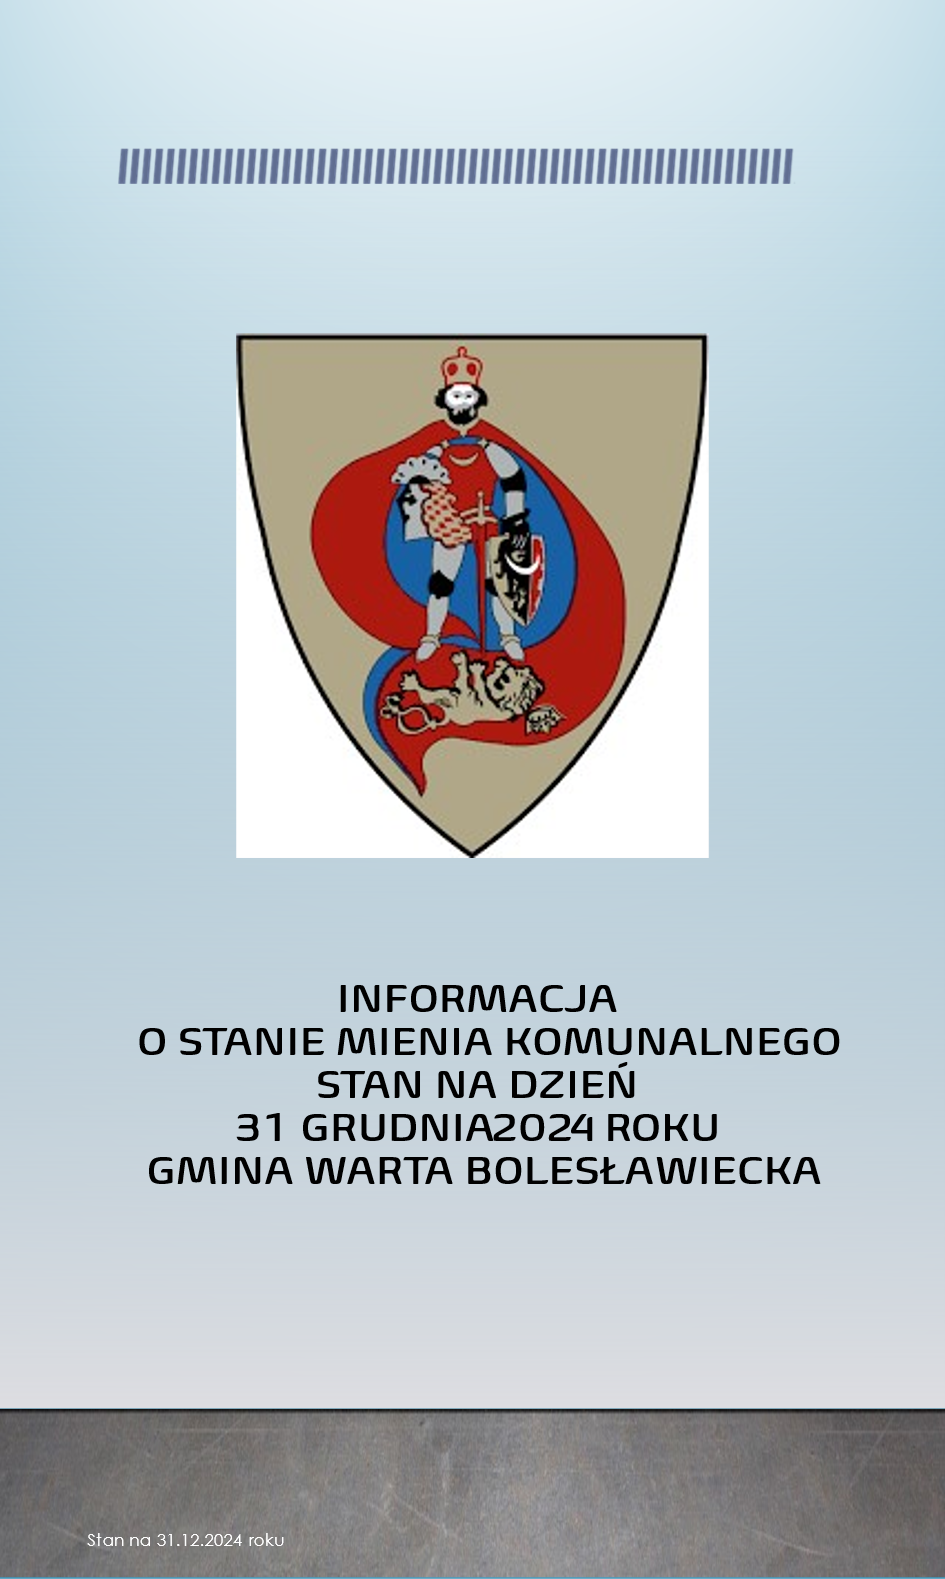 INFORMACJA
O STANIE MIENIA KOMUNALNEGO
STAN NA DZIEŃ
31 GRUDNIA2024 ROKU
GMINA WARTA BOLESŁAWIECKA
Stan na 31.12.2024 roku